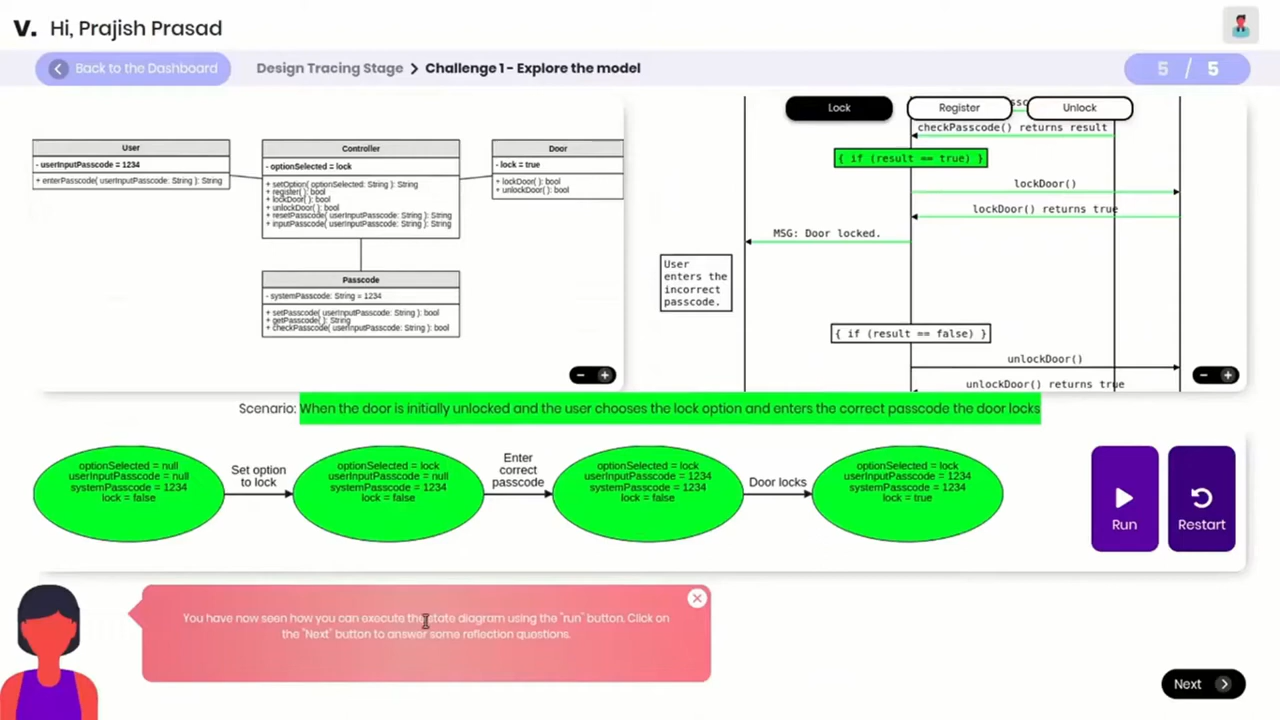 V. Hi, Prajish Prasad
Back to the Dashboard
Design Tracing Stage > Challenge 1 - Explore the model
5 / 5
User
- userInputPasscode = 1234
+ enterPasscode( userInputPasscode: String ): String
Controller
- optionSelected = lock
+ setOption( optionSelected: String ): String
+ register( ): bool
+ lockDoor( ): bool
+ unlockDoor( ): bool
+ resetPasscode( userInputPasscode: String ): String
+ inputPasscode( userInputPasscode: String ): String
Door
- lock = true
+ lockDoor( ): bool
+ unlockDoor( ): bool
Passcode
- systemPasscode: String = 1234
+ setPasscode( userInputPasscode: String ): bool
+ getPasscode( ): String
+ checkPasscode( userInputPasscode: String ): bool
Lock
Register
Unlock
checkPasscode() returns result
{ if (result == true) }
lockDoor()
lockDoor() returns true
MSG: Door locked.
User
enters the
incorrect
passcode.
{ if (result == false) }
unlockDoor()
unlockDoor() returns true
Scenario: When the door is initially unlocked and the user chooses the lock option and enters the correct passcode the door locks
optionSelected = null
userInputPasscode = null
systemPasscode = 1234
lock = false
Set option
to lock
optionSelected = lock
userInputPasscode = null
systemPasscode = 1234
lock = false
Enter
correct
passcode
optionSelected = lock
userInputPasscode = 1234
systemPasscode = 1234
lock = false
Door locks
optionSelected = lock
userInputPasscode = 1234
systemPasscode = 1234
lock = true
Run
Restart
You have now seen how you can execute the state diagram using the "run" button. Click on
the "Next" button to answer some reflection questions.
Next